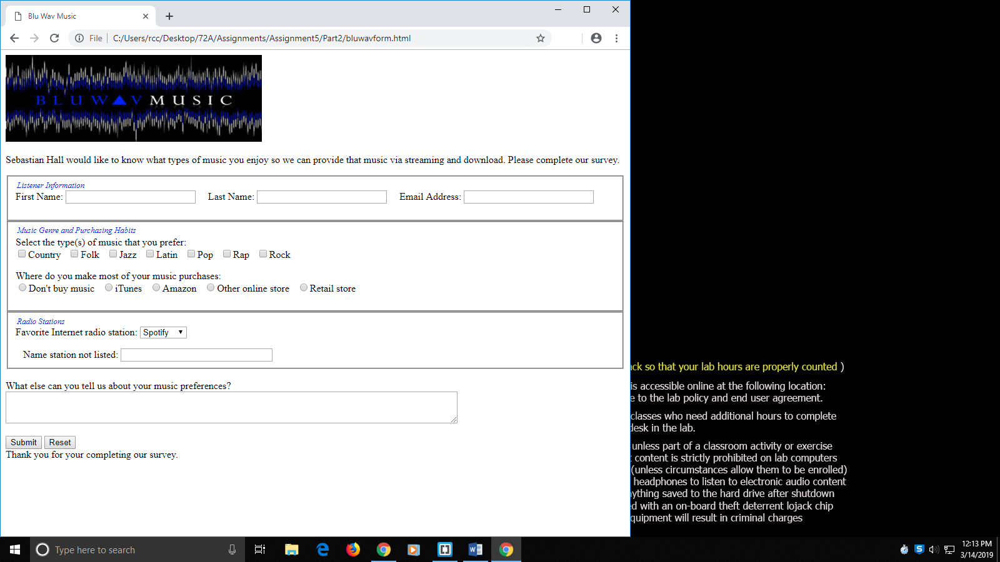 Blu Wav Music
File
C:/Users/rcc/Desktop/72A/Assignments/Assignment5/Part2/bluwavform.html
BLUWAVMUSIC
Sebastian Hall would like to know what types of music you enjoy so we can provide that music via streaming and download. Please complete our survey.
Listener Information
First Name: Last Name: Email Address:
Music Genre and Purchasing Habits
Select the type(s) of music that you prefer:
Country Folk Jazz Latin Pop Rap Rock
Where do you make most of your music purchases:
Don't buy music iTunes Amazon Other online store Retail store
Radio Stations
Favorite Internet radio station: Spotify
Name station not listed:
What else can you tell us about your music preferences?
Submit Reset
Thank you for your completing our survey.
so that your lab hours are properly counted )
is accessible online at the following location:
to the lab policy and end user agreement.
classes who need additional hours to complete
desk in the lab.
unless part of a classroom activity or exercise
content is strictly prohibited on lab computers
(unless circumstances allow them to be enrolled)
headphones to listen to electronic audio content
saved to the hard drive after shutdown
with an on-board theft deterrent lojack chip
will result in criminal charges
Type here to search
12:13 PM
3/14/2019